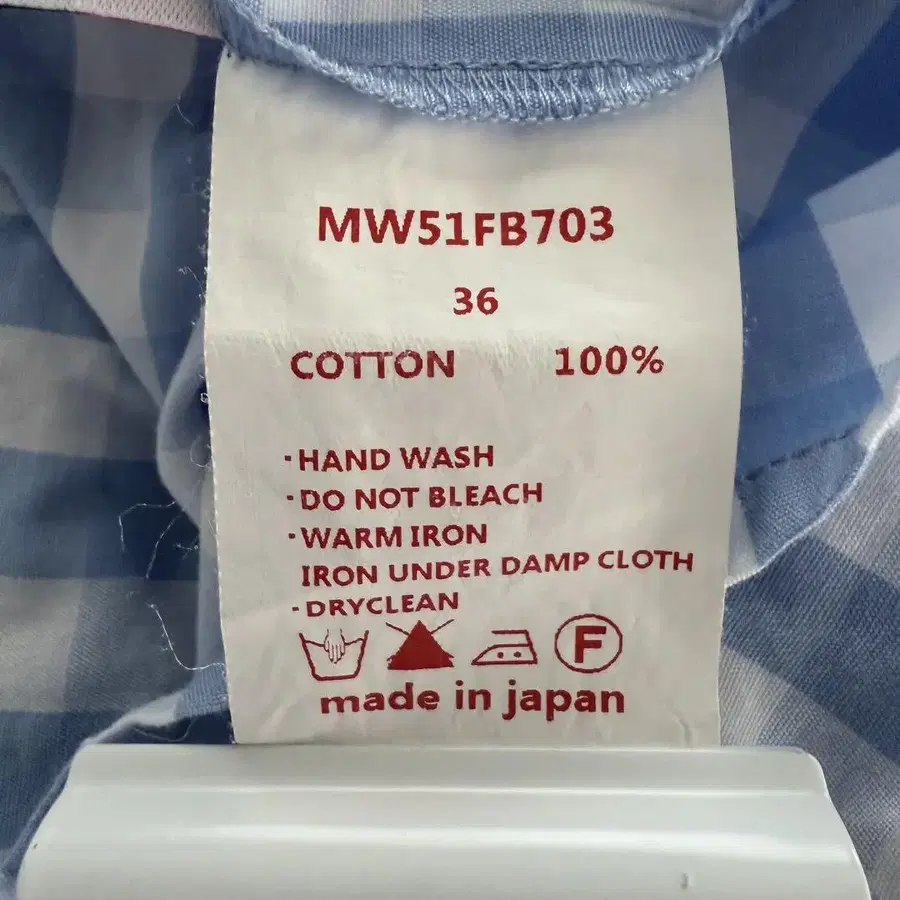 MW51FB703
36
COTTON 100%
·HAND WASH
·DO NOT BLEACH
·WARM IRON
IRON UNDER DAMP CLOTH
·DRYCLEAN
F
made in japan